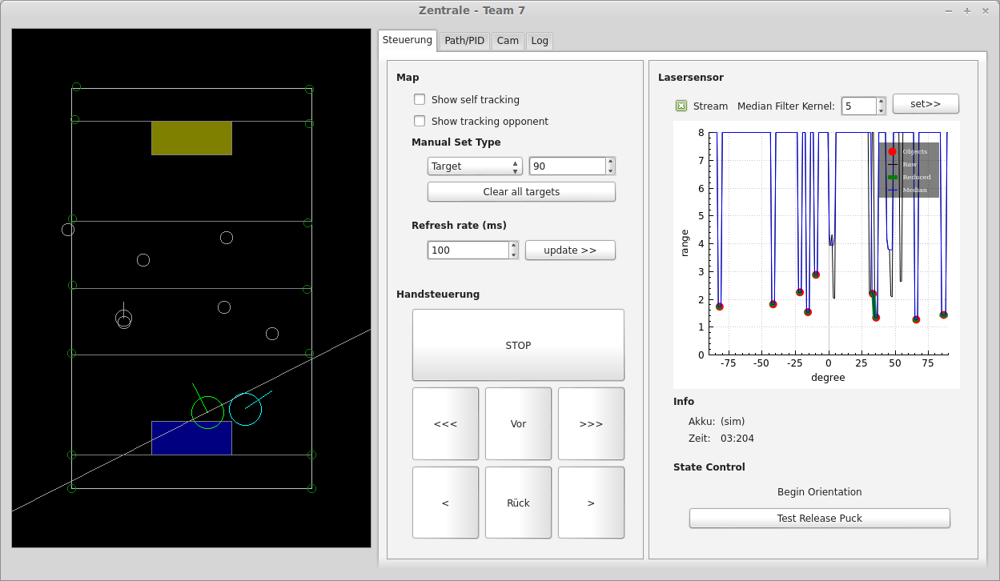 Zentrale - Team 7
Steuerung Path/PID Cam Log
Map
Show self tracking
Show tracking opponent
Manual Set Type
Target 90
Clear all targets
Refresh rate (ms)
100 update >>
Handsteuerung
STOP
<<< Vor >>>
< Rück >
Lasersensor
Stream Median Filter Kernel: 5 set>>
8
7
6
5
4
3
2
1
0
range
Objects
Raw
Reduced
Median
-75 -50 -25 0 25 50 75
degree
Info
Akku: (sim)
Zeit: 03:204
State Control
Begin Orientation
Test Release Puck